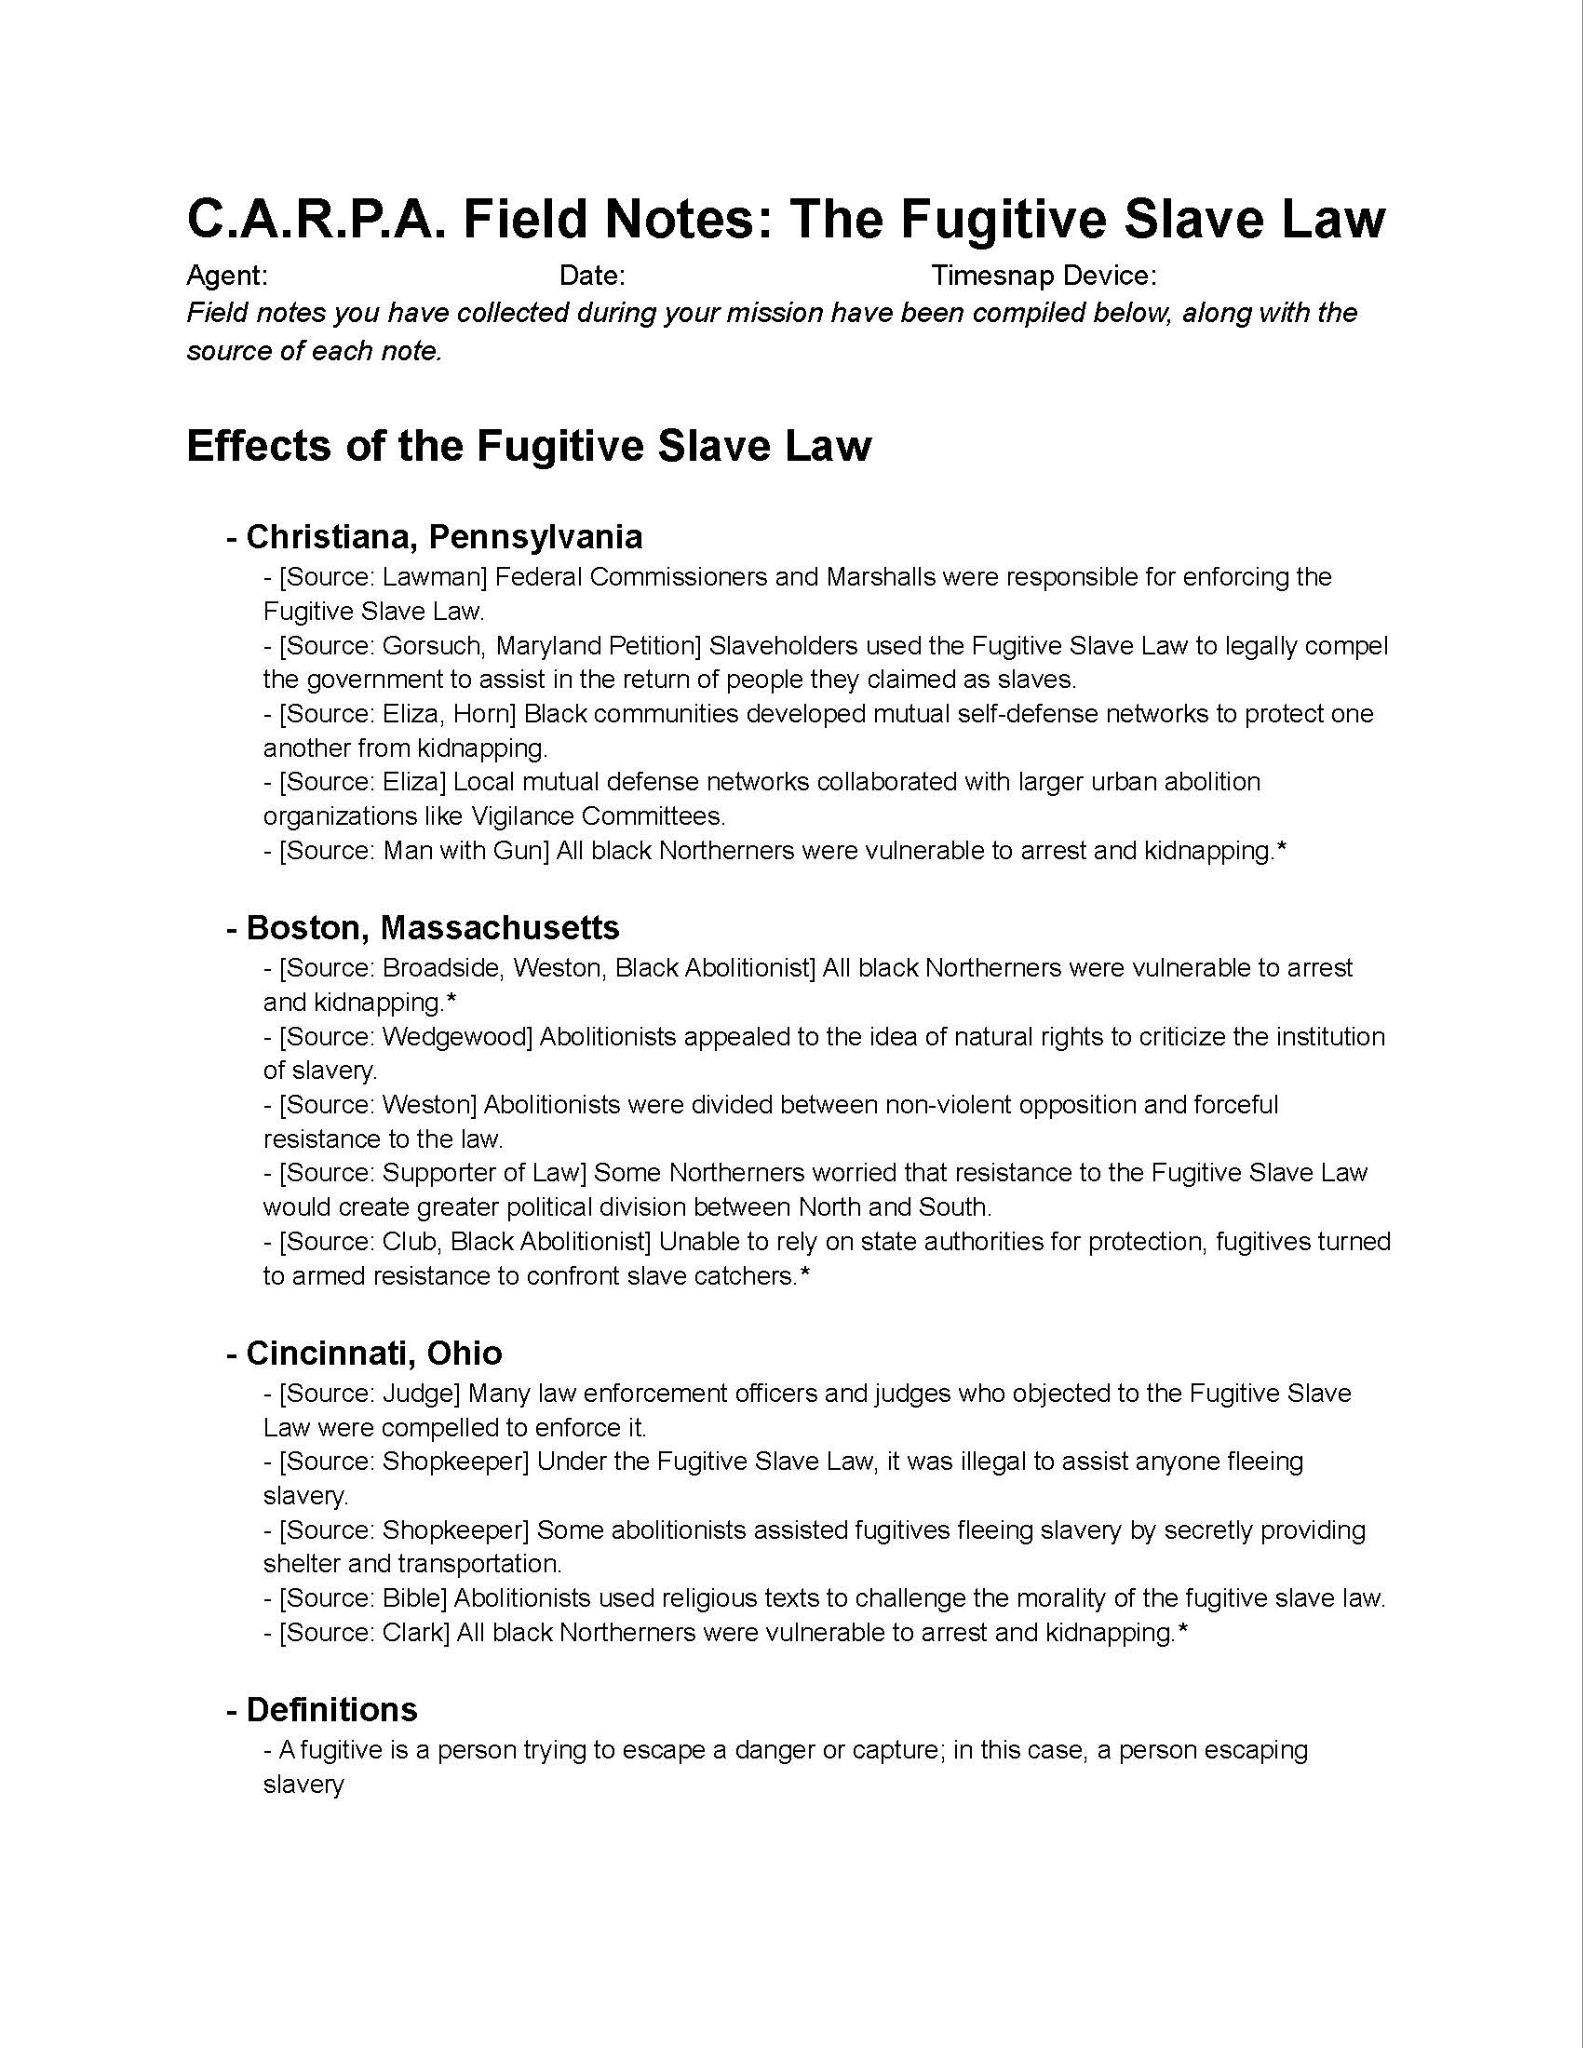 C.A.R.P.A. Field Notes: The Fugitive Slave Law
Agent: Date: Timesnap Device:
Field notes you have collected during your mission have been compiled below, along with the
source of each note.
Effects of the Fugitive Slave Law
- Christiana, Pennsylvania
- [Source: Lawman] Federal Commissioners and Marshalls were responsible for enforcing the
Fugitive Slave Law.
- [Source: Gorsuch, Maryland Petition] Slaveholders used the Fugitive Slave Law to legally compel
the government to assist in the return of people they claimed as slaves.
- [Source: Eliza, Horn] Black communities developed mutual self-defense networks to protect one
another from kidnapping.
- [Source: Eliza] Local mutual defense networks collaborated with larger urban abolition
organizations like Vigilance Committees.
- [Source: Man with Gun] All black Northerners were vulnerable to arrest and kidnapping.*
- Boston, Massachusetts
- [Source: Broadside, Weston, Black Abolitionist] All black Northerners were vulnerable to arrest
and kidnapping.*
- [Source: Wedgewood] Abolitionists appealed to the idea of natural rights to criticize the institution
of slavery.
- [Source: Weston] Abolitionists were divided between non-violent opposition and forceful
resistance to the law.
- [Source: Supporter of Law] Some Northerners worried that resistance to the Fugitive Slave Law
would create greater political division between North and South.
- [Source: Club, Black Abolitionist] Unable to rely on state authorities for protection, fugitives turned
to armed resistance to confront slave catchers.*
- Cincinnati, Ohio
- [Source: Judge] Many law enforcement officers and judges who objected to the Fugitive Slave
Law were compelled to enforce it.
- [Source: Shopkeeper] Under the Fugitive Slave Law, it was illegal to assist anyone fleeing
slavery.
- [Source: Shopkeeper] Some abolitionists assisted fugitives fleeing slavery by secretly providing
shelter and transportation.
- [Source: Bible] Abolitionists used religious texts to challenge the morality of the fugitive slave law.
- [Source: Clark] All black Northerners were vulnerable to arrest and kidnapping.*
- Definitions
- A fugitive is a person trying to escape a danger or capture; in this case, a person escaping
slavery